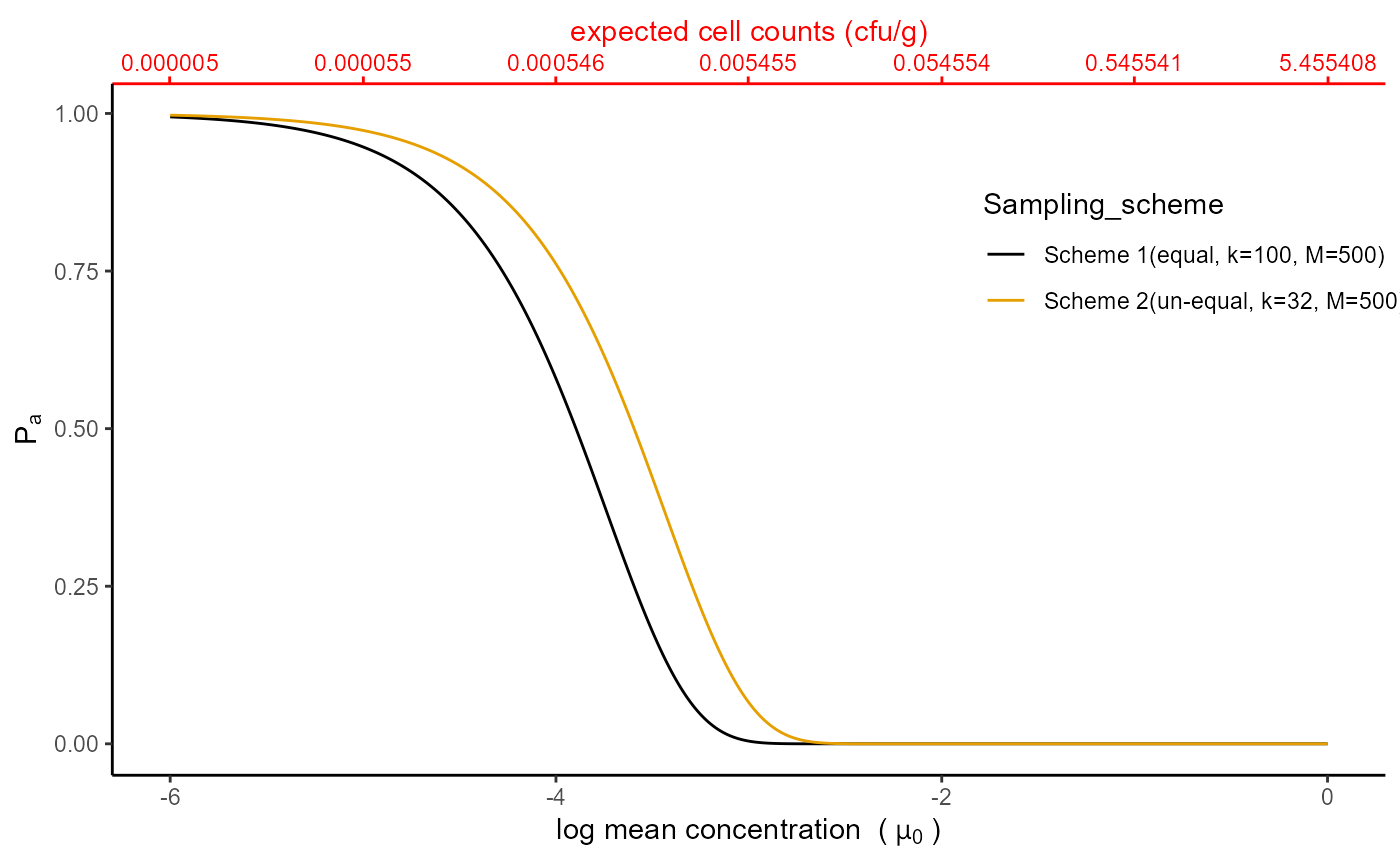 expected cell counts (cfu/g)
0.000005 0.000055 0.000546 0.005455 0.054554 0.545541 5.455408
1.00
0.75
0.50
0.25
0.00
Pa
Sampling_scheme
Scheme 1(equal, k=100, M=500)
Scheme 2(un-equal, k=32, M=500
-6 -4 -2 0
log mean concentration ( μ0 )